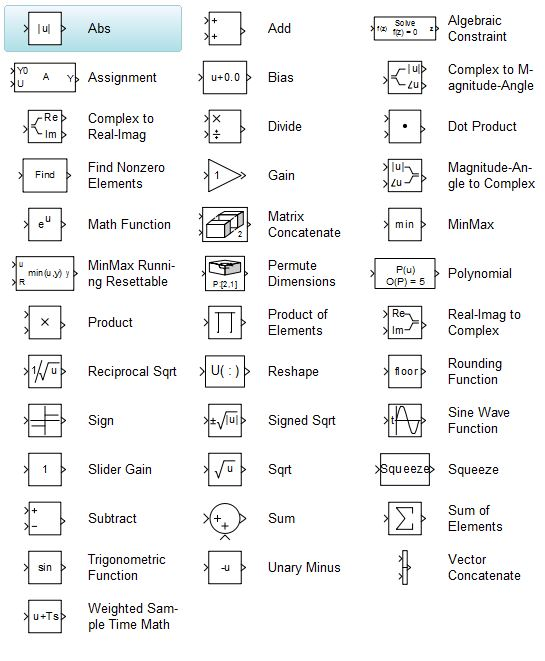 |u|
Abs
+
+
Add
f(z) Solve f(z) = 0 z
Algebraic
Constraint
Y0
U A Y
Assignment
u+0.0
Bias
|u|
∠u
Complex to M-
agnitude-Angle
Re
Im
Complex to
Real-Imag
×
÷
Divide
Dot Product
Find
Find Nonzero
Elements
1
Gain
|u|
∠u
Magnitude-An-
gle to Complex
e^u
Math Function
2
Matrix
Concatenate
min
MinMax
u
R min(u,y) y
MinMax Runni-
ng Resettable
P:[2,1]
Permute
Dimensions
P(u)
O(P) = 5
Polynomial
×
Product
∏
Product of
Elements
Re
Im
Real-Imag to
Complex
1/√u
Reciprocal Sqrt
U( : )
Reshape
floor
Rounding
Function
Sign
±√|u|
Signed Sqrt
t
Sine Wave
Function
1
Slider Gain
√u
Sqrt
Squeeze
Squeeze
+
−
Subtract
+
+
Sum
∑
Sum of
Elements
sin
Trigonometric
Function
-u
Unary Minus
Vector
Concatenate
u+Ts
Weighted Sam-
ple Time Math